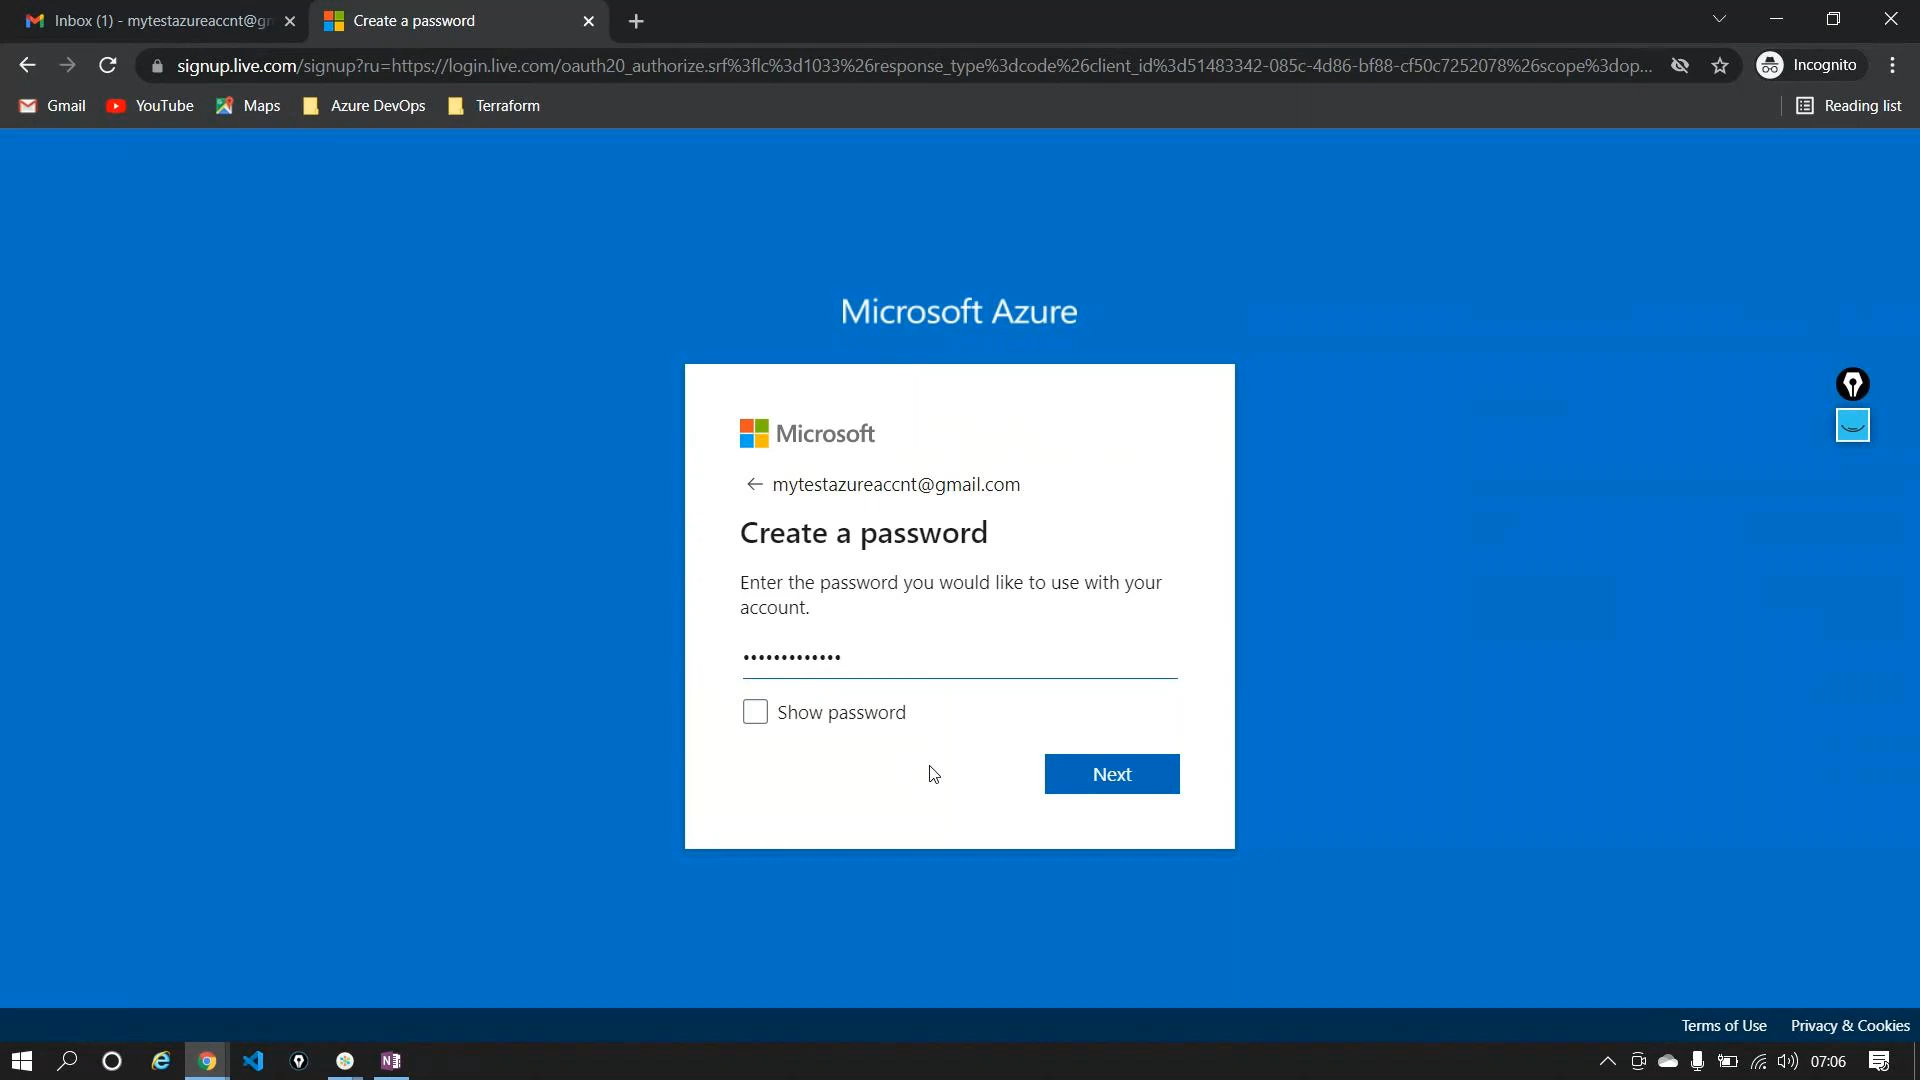 Inbox (1) - mytestazureaccnt@gm
Create a password
signup.live.com/signup?ru=https://login.live.com/oauth20_authorize.srf%3flc%3d1033%26response_type%3dcode%26client_id%3d51483342-085c-4d86-bf88-cf50c7252078%26scope%3dop...
Incognito
Gmail
YouTube
Maps
Azure DevOps
Terraform
Reading list
Microsoft Azure
Microsoft
mytestazureaccnt@gmail.com
Create a password
Enter the password you would like to use with your
account.
Show password
Next
Terms of Use
Privacy & Cookies
07:06